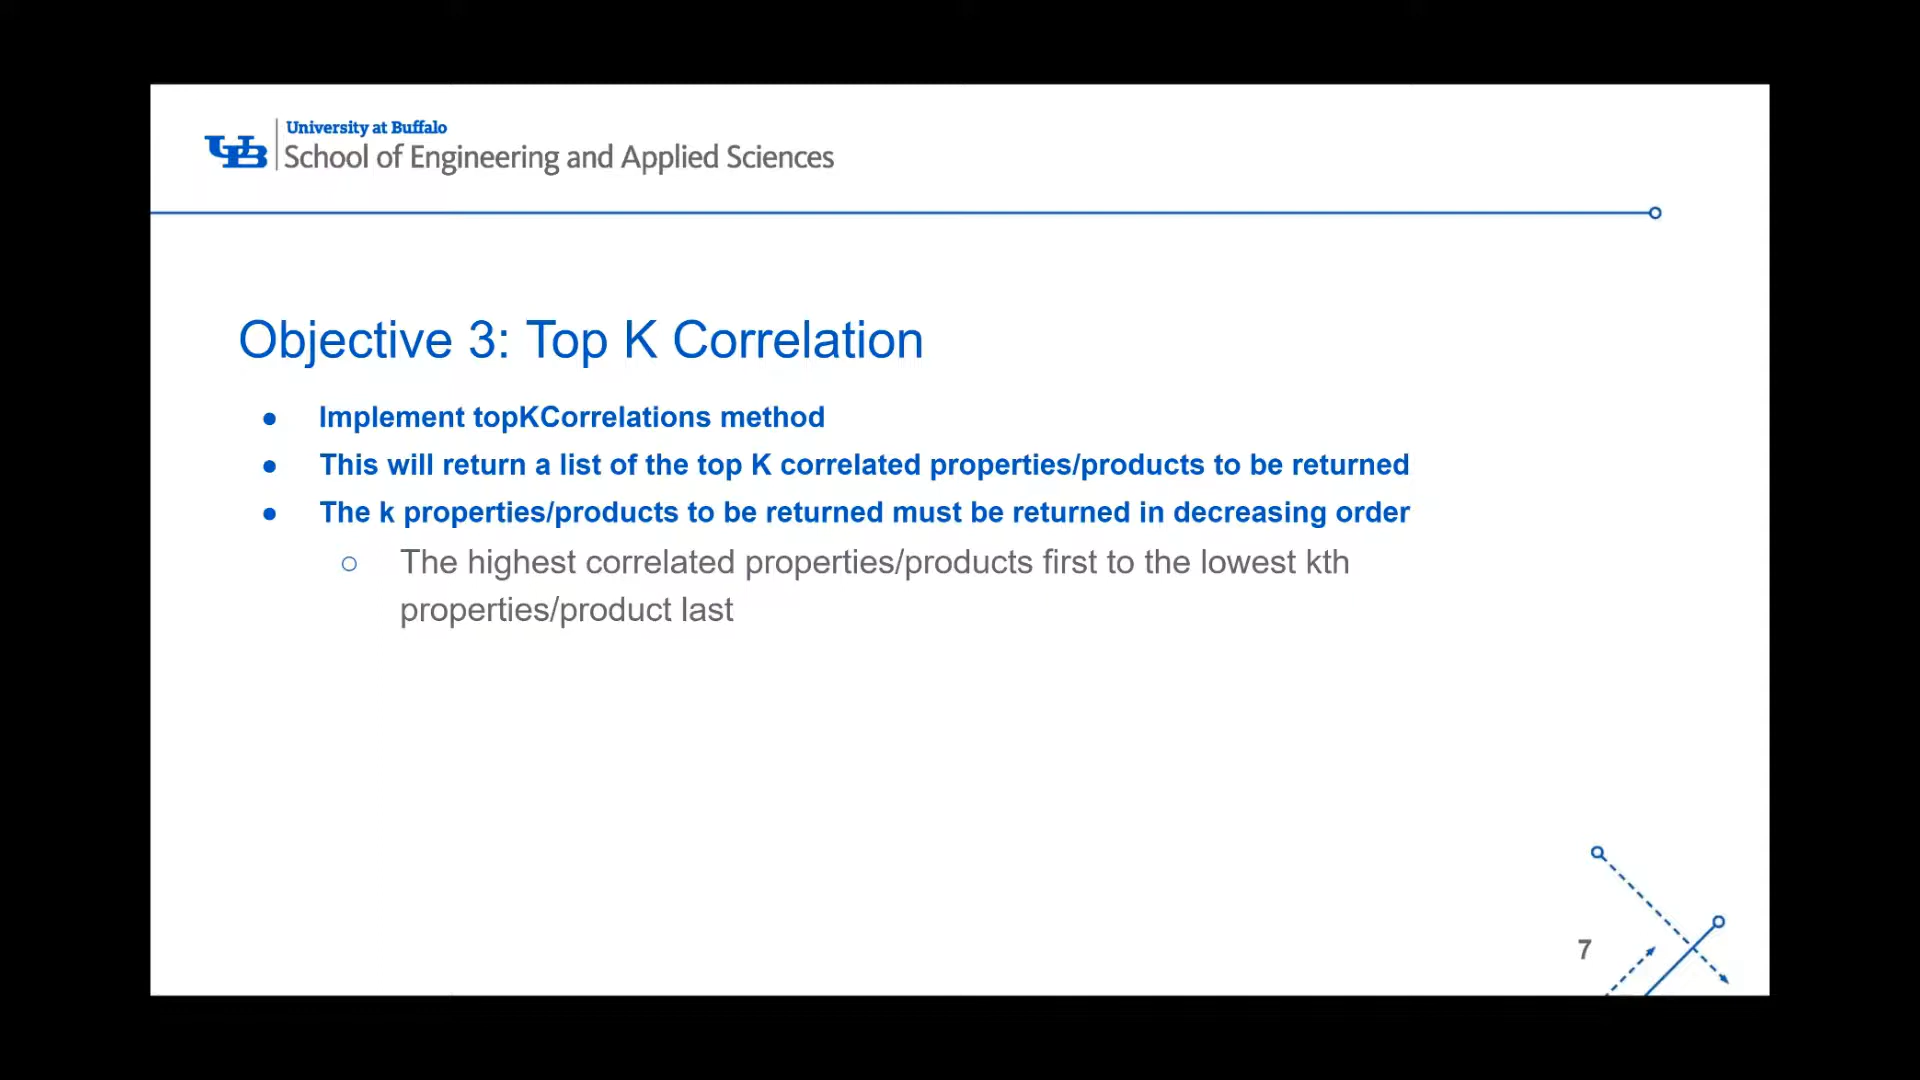 University at Buffalo
School of Engineering and Applied Sciences
Objective 3: Top K Correlation
● Implement topKCorrelations method
● This will return a list of the top K correlated properties/products to be returned
● The k properties/products to be returned must be returned in decreasing order
○ The highest correlated properties/products first to the lowest kth
properties/product last
7